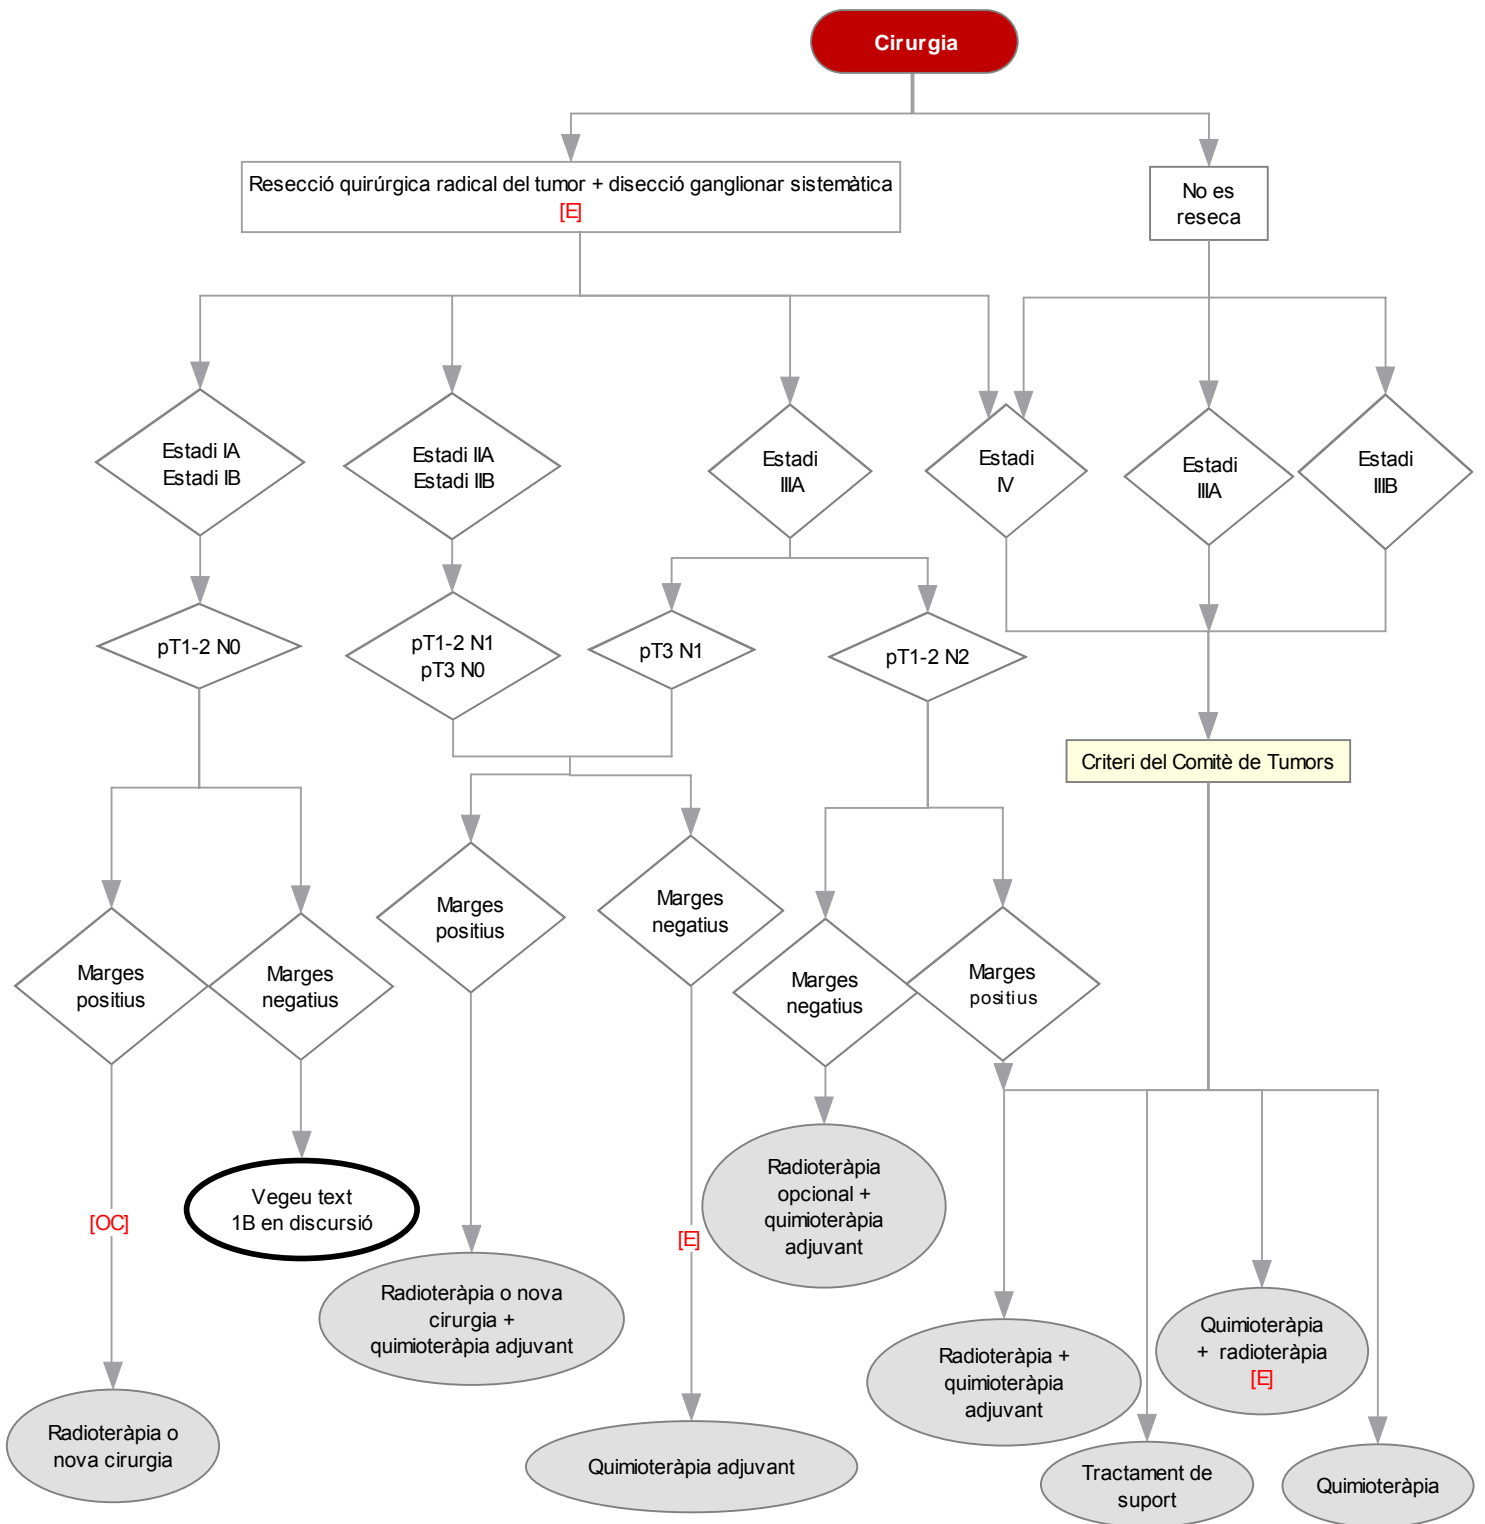 Cirurgia
Resecció quirúrgica radical del tumor + disecció ganglionar sistemàtica
[E]
No es
reseca
Estadi IA
Estadi IB
Estadi IIA
Estadi IIB
Estadi
IIIA
Estadi
IV
Estadi
IIIA
Estadi
IIIB
pT1-2 N0
pT1-2 N1
pT3 N0
pT3 N1
pT1-2 N2
Criteri del Comitè de Tumors
Marges
positius
Marges
negatius
Marges
positius
Marges
negatius
Marges
negatius
Marges
positius
[OC]
Vegeu text
1B en discursió
[E]
Radioteràpia
opcional +
quimioteràpia
adjuvant
Radioteràpia o nova
cirurgia +
quimioteràpia adjuvant
Radioteràpia +
quimioteràpia
adjuvant
Quimioteràpia
+ radioteràpia
[E]
Radioteràpia o
nova cirurgia
Quimioteràpia adjuvant
Tractament de
suport
Quimioteràpia